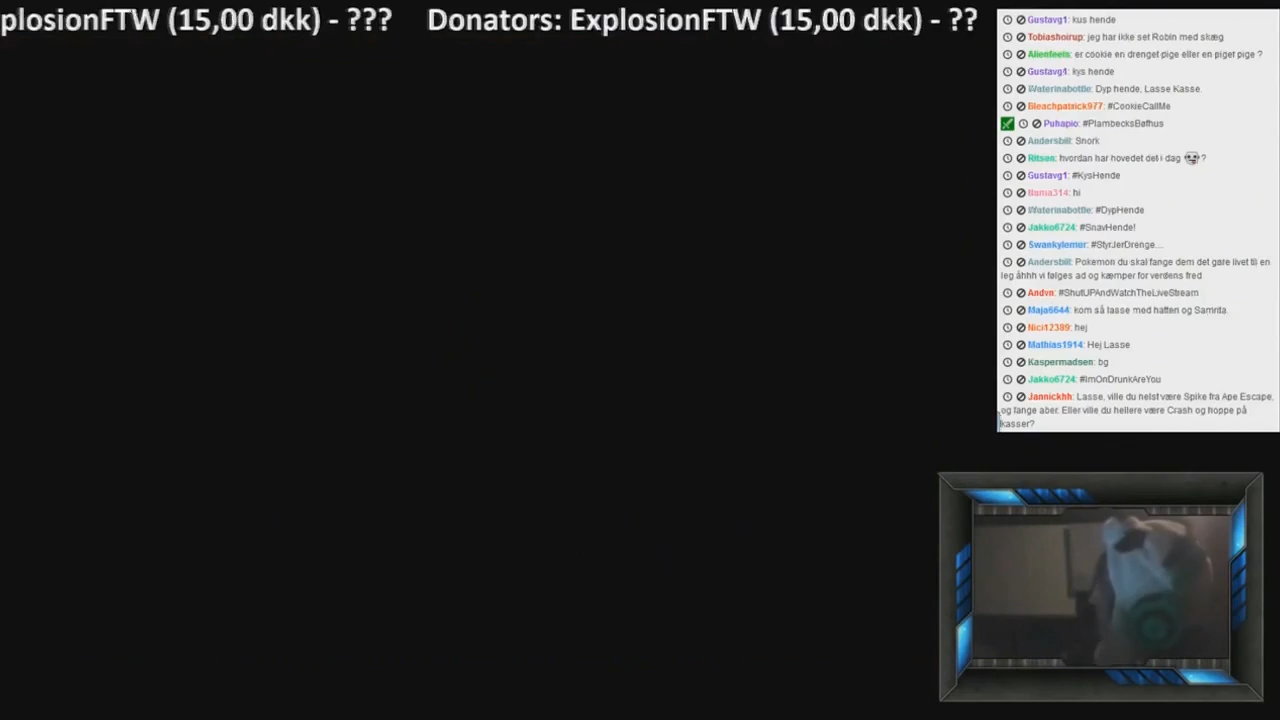 plosionFTW (15,00 dkk) - ??? Donators: ExplosionFTW (15,00 dkk) - ??
Gustavg1: kus hende
Tobiashoirup: jeg har ikke set Robin med skæg
Alienfeels: er cookie en drenget pige eller en piget pige ?
Gustavg1: kys hende
Waterinabottle: Dyp hende, Lasse Kasse.
Bleachpatrick977: #CookieCallMe
Puhapio: #PlambecksBøfhus
Andersbill: Snork
Ritsen: hvordan har hovedet det i dag ?
Gustavg1: #KysHende
Nama314: hi
Waterinabottle: #DypHende
Jakko6724: #SnavHende!
Swankylemør: #StyrJerDrenge....
Andersbill: Pokemon du skal fange dem det gøre livet til en
leg åhhh vi følges ad og kæmper for verdens fred
Andvn: #ShutUPAndWatchTheLiveStream
Maja6644: kom så lasse med hatten og Samrita.
Nici12389: hej
Mathias1914: Hej Lasse
Kaspermadsen: bg
Jakko6724: #ImOnDrunkAreYou
Jannickhh: Lasse, ville du helst være Spike fra Ape Escape,
og fange aber. Eller ville du hellere være Crash og hoppe på
kasser?